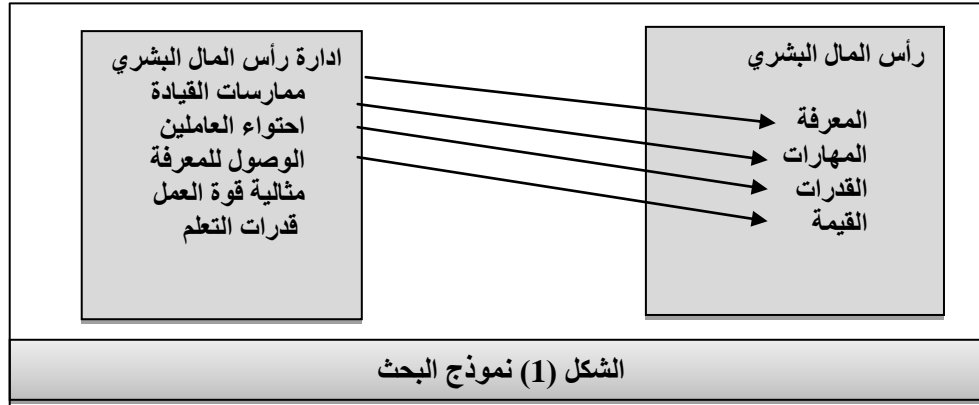 رأس المال البشري
المعرفة
المهارات
القدرات
القيمة
ادارة رأس المال البشري
ممارسات القيادة
احتواء العاملين
الوصول للمعرفة
مثالية قوة العمل
قدرات التعلم
الشكل (1) نموذج البحث